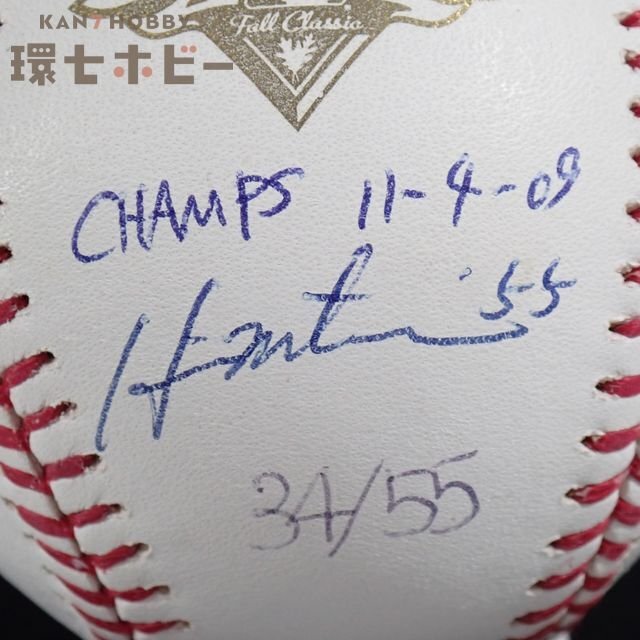 KAN7HOBBY
環七ホビー
Fall Classic
CHAMPS 11-4-09
55
34/55